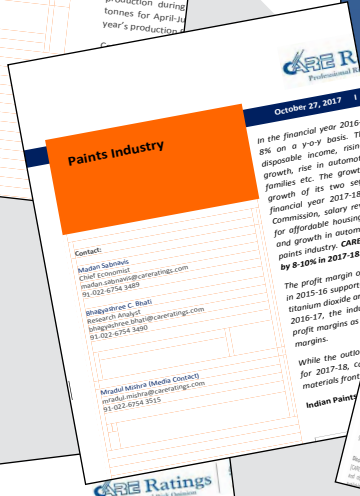 production during
tonnes for April-Ju
year's production
CARE R
Professional R
October 27, 2017 I
Paints Industry
Contact:
Madan Sabnavis
Chief Economist
madan.sabnavis@careratings.com
91-022-6754 3489
Bhagyashree C. Bhati
Research Analyst
bhagyashree.bhati@careratings.com
91-022-6754 3490
Mradul Mishra (Media Contact)
mradul.mishra@careratings.com
91-022-6754 3515
In the financial year 2016-
8% on a y-o-y basis. Th
disposable income, risin
growth, rise in automot
families etc. The growt
growth of its two se
financial year 2017-18
Commission, salary rev
for affordable housing
and growth in autom
paints industry. CARE
by 8-10% in 2017-18.
The profit margin o
in 2015-16 support
titanium dioxide ar
2016-17, the indu
profit margins as
margins.
While the outlo
for 2017-18, co
materials front
Indian Paints
CARE Ratings